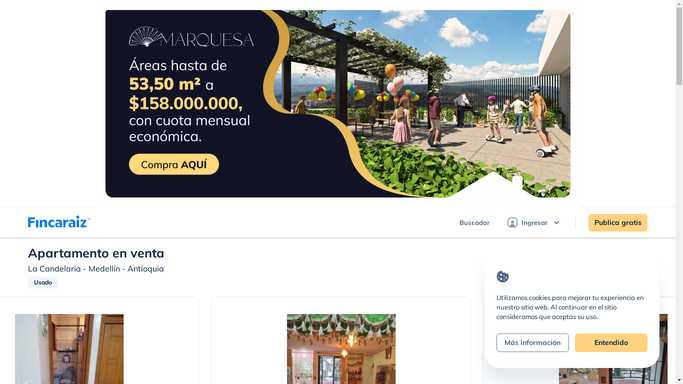 MARQUESA
Áreas hasta de
53,50 m² a
$158.000.000,
con cuota mensual
económica.
Compra AQUÍ
Fincaraiz
Buscador
Ingresar
Publica gratis
Apartamento en venta
La Candelaria - Medellín - Antioquia
Usado
Utilizamos cookies para mejorar tu experiencia en
nuestro sitio web. Al continuar en el sitio
consideramos que aceptas su uso.
Más información
Entendido